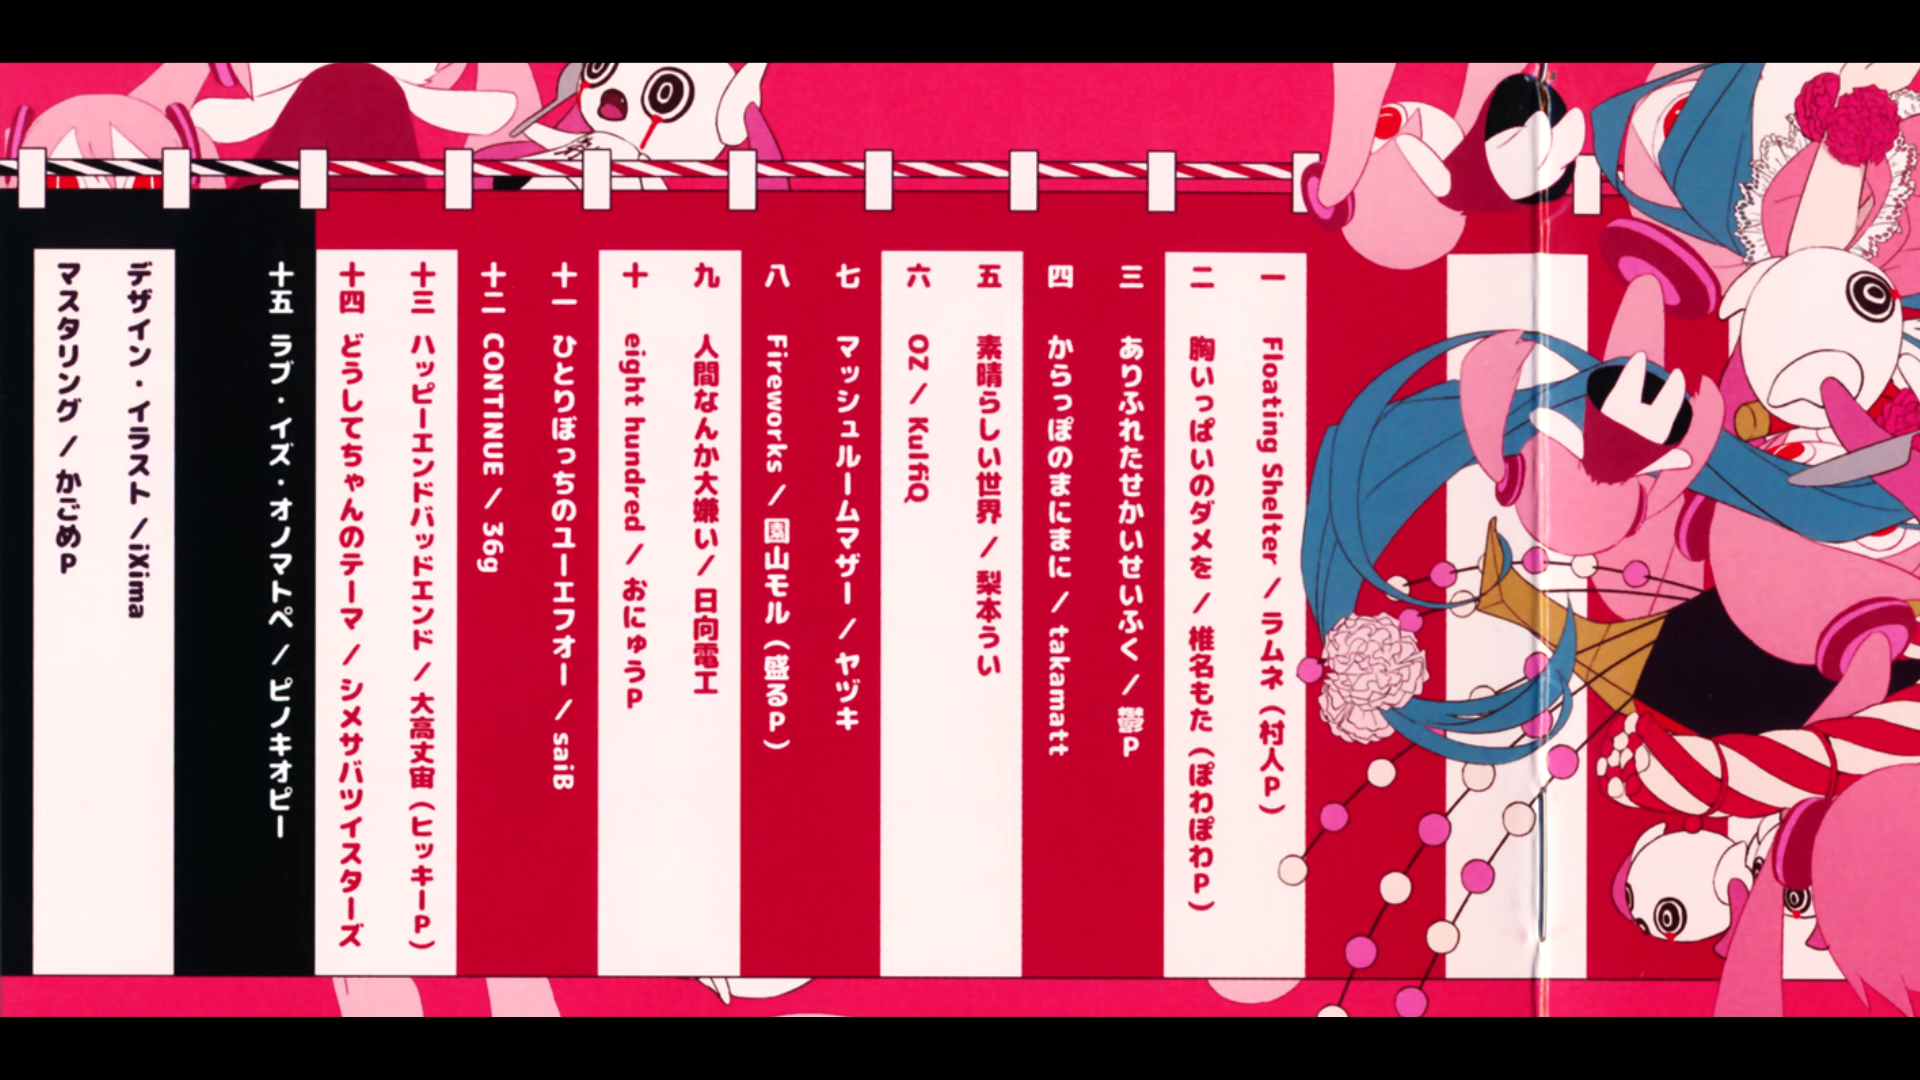 一 Floating Shelter / ラムネ（村人P）
二 胸いっぱいのダメを / 椎名もた（ぽわぽわP）
三 ありふれたせかいせいふく / 鬱P
四 からっぽのまにまに / takamatt
五 素晴らしい世界 / 梨本うい
六 OZ / KulfiQ
七 マッシュルームマザー / ヤヅキ
八 Fireworks / 園山モル（盛るP）
九 人間なんか大嫌い / 日向電工
十 eight hundred / おにゅうP
十一 ひとりぼっちのユーエフオー / saiB
十二 CONTINUE / 36g
十三 ハッピーエンドバッドエンド / 大高丈宙（ヒッキーP）
十四 どうしてちゃんのテーマ / シメサバツイスターズ
十五 ラブ・イズ・オノマトペ / ピノキオピー
デザイン・イラスト /iXima
マスタリング / かごめP